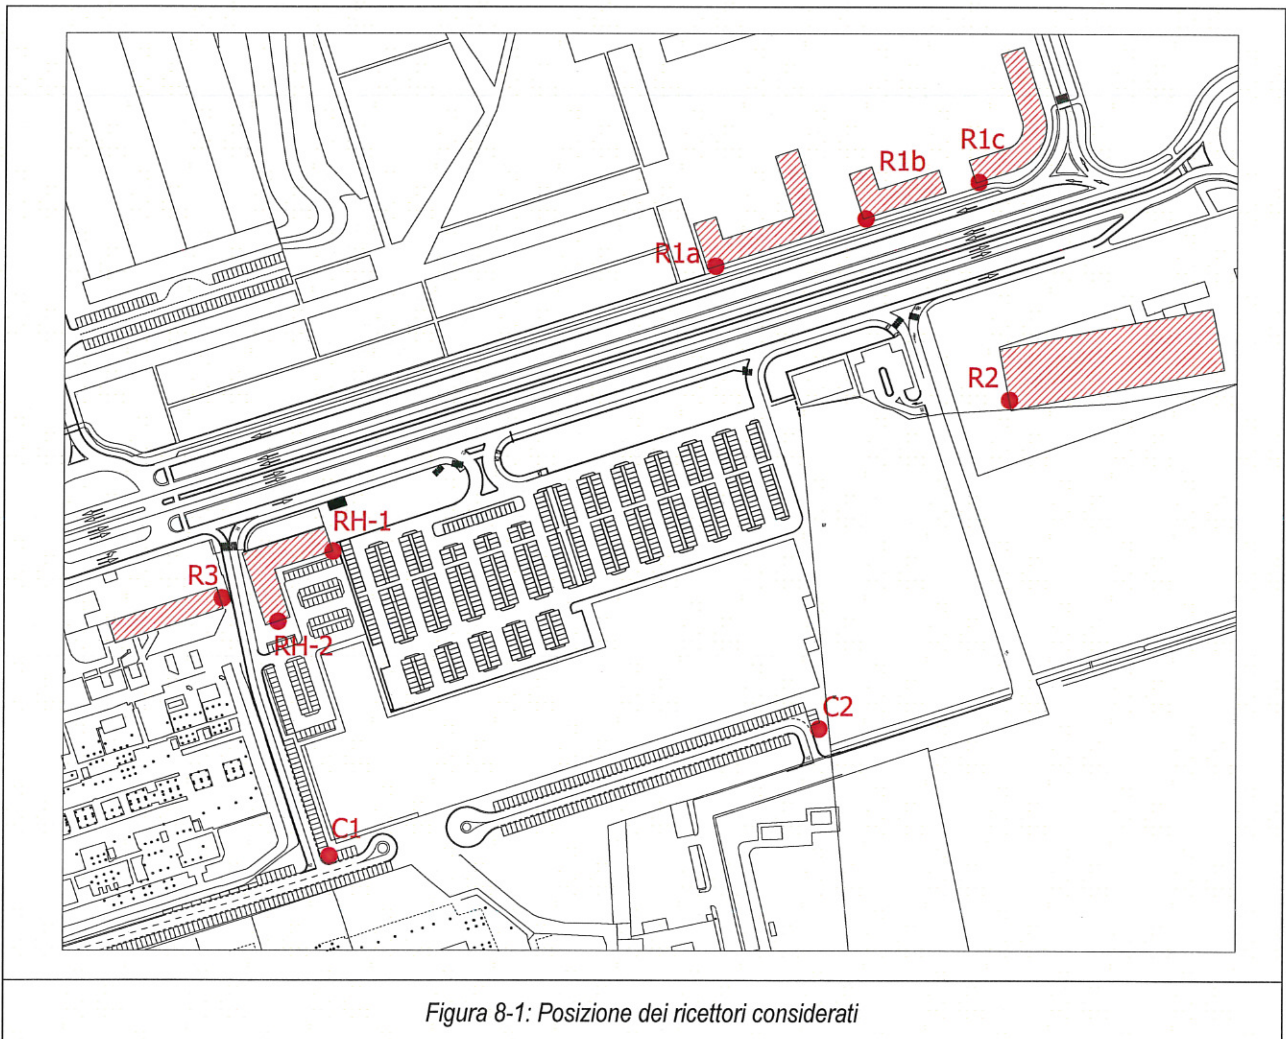 R1c
R1b
R1a
R2
RH-1
R3
RH-2
C2
C1
Figura 8-1: Posizione dei ricettori considerati